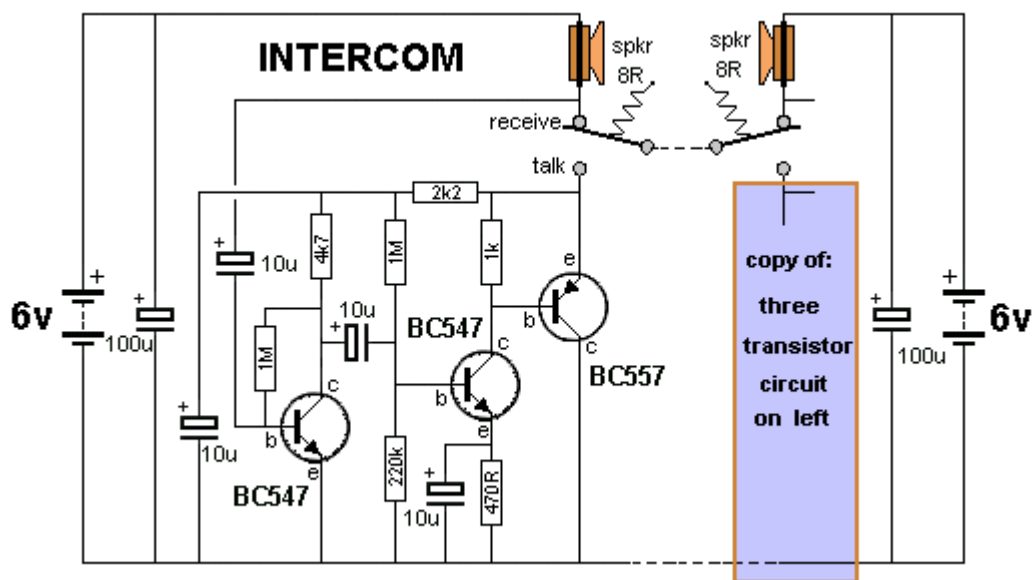 INTERCOM
spkr
8R
spkr
8R
receive
talk
2k2
4k7
1M
1k
+
10u
e
+
10u
b
c
BC557
+
6v
+
100u
1M
BC547
c
b
e
c
b
e
BC547
+
10u
220k
+
10u
470R
copy of:
three
transistor
circuit
on left
+
100u
+
6v